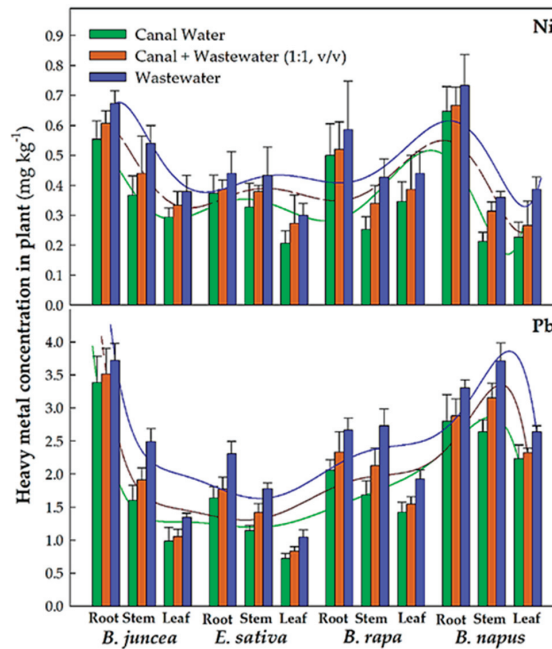 Ni
Canal Water
Canal + Wastewater (1:1, v/v)
Wastewater
0.9
0.8
0.7
0.6
0.5
0.4
0.3
0.2
0.1
0.0
Heavy metal concentration in plant (mg kg⁻¹)
Pb
4.0
3.5
3.0
2.5
2.0
1.5
1.0
0.5
0.0
Root Stem Leaf Root Stem Leaf Root Stem Leaf Root Stem Leaf
B. juncea E. sativa B. rapa B. napus